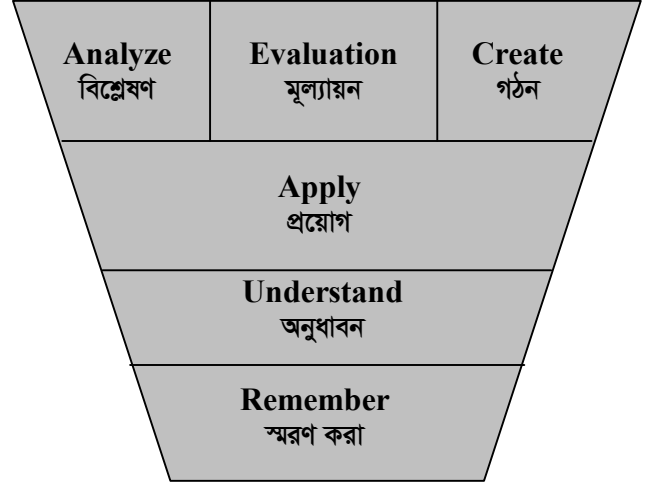 Analyze
বিশ্লেষণ
Evaluation
মূল্যায়ন
Create
গঠন
Apply
প্রয়োগ
Understand
অনুধাবন
Remember
স্মরণ করা